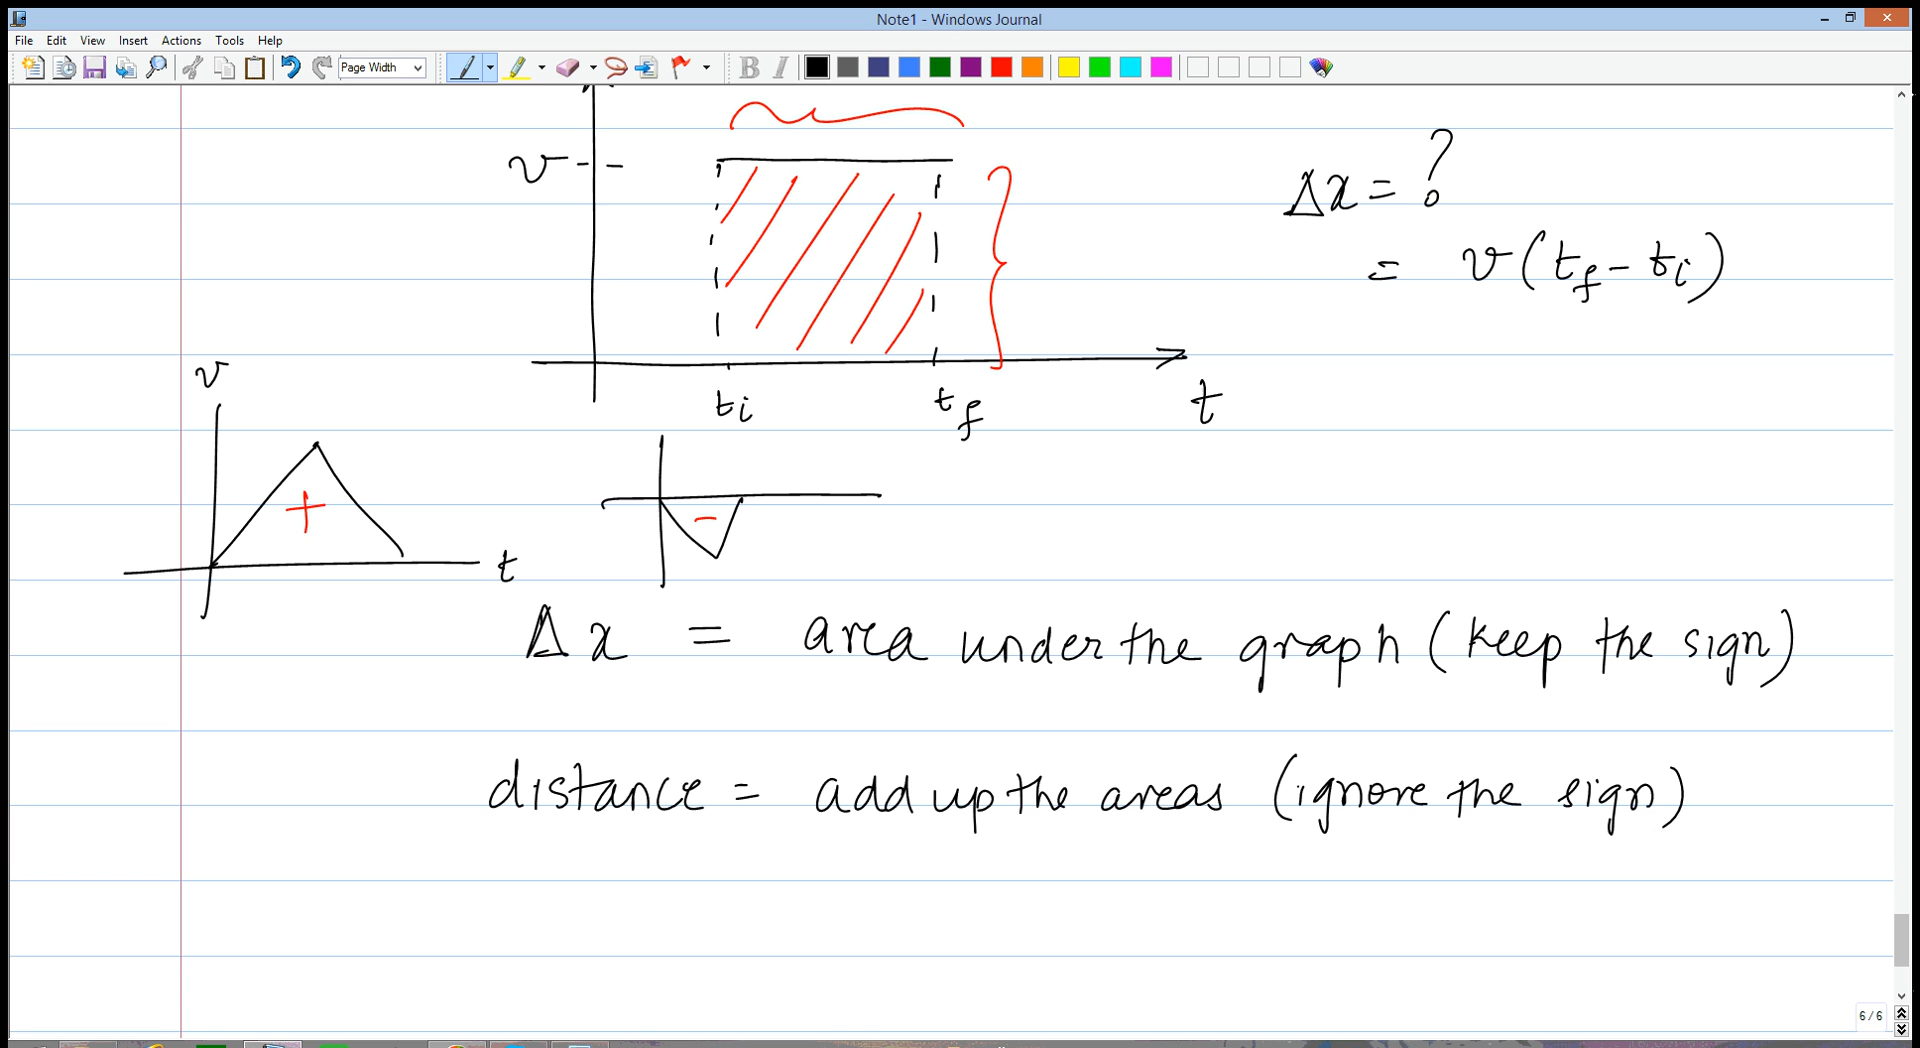 Note1 - Windows Journal
File Edit View Insert Actions Tools Help
Page Width
B I
v
Δx = ?
= v(tf - ti)
ti tf t
v
+
-
t
Δx = area under the graph (keep the sign)
distance = add up the areas (ignore the sign)
6 / 6